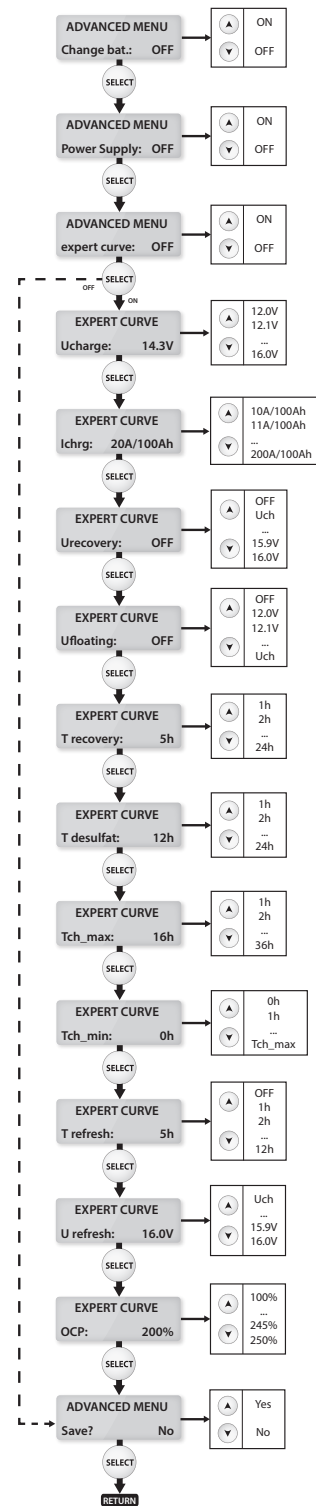 ADVANCED MENU
Change bat.: OFF
ON
OFF
SELECT
ADVANCED MENU
Power Supply: OFF
ON
OFF
SELECT
ADVANCED MENU
expert curve: OFF
ON
OFF
SELECT
OFF
ON
EXPERT CURVE
Ucharge: 14.3V
12.0V
12.1V
...
16.0V
SELECT
EXPERT CURVE
Ichrg: 20A/100Ah
10A/100Ah
11A/100Ah
...
200A/100Ah
SELECT
EXPERT CURVE
Urecovery: OFF
OFF
Uch
...
15.9V
16.0V
SELECT
EXPERT CURVE
Ufloating: OFF
OFF
12.0V
12.1V
...
Uch
SELECT
EXPERT CURVE
T recovery: 5h
1h
2h
...
24h
SELECT
EXPERT CURVE
T desulfat: 12h
1h
2h
...
24h
SELECT
EXPERT CURVE
Tch_max: 16h
1h
2h
...
36h
SELECT
EXPERT CURVE
Tch_min: 0h
0h
1h
...
Tch_max
SELECT
EXPERT CURVE
T refresh: 5h
OFF
1h
2h
...
12h
SELECT
EXPERT CURVE
U refresh: 16.0V
Uch
...
15.9V
16.0V
SELECT
EXPERT CURVE
OCP: 200%
100%
...
245%
250%
SELECT
ADVANCED MENU
Save? No
Yes
No
SELECT
RETURN